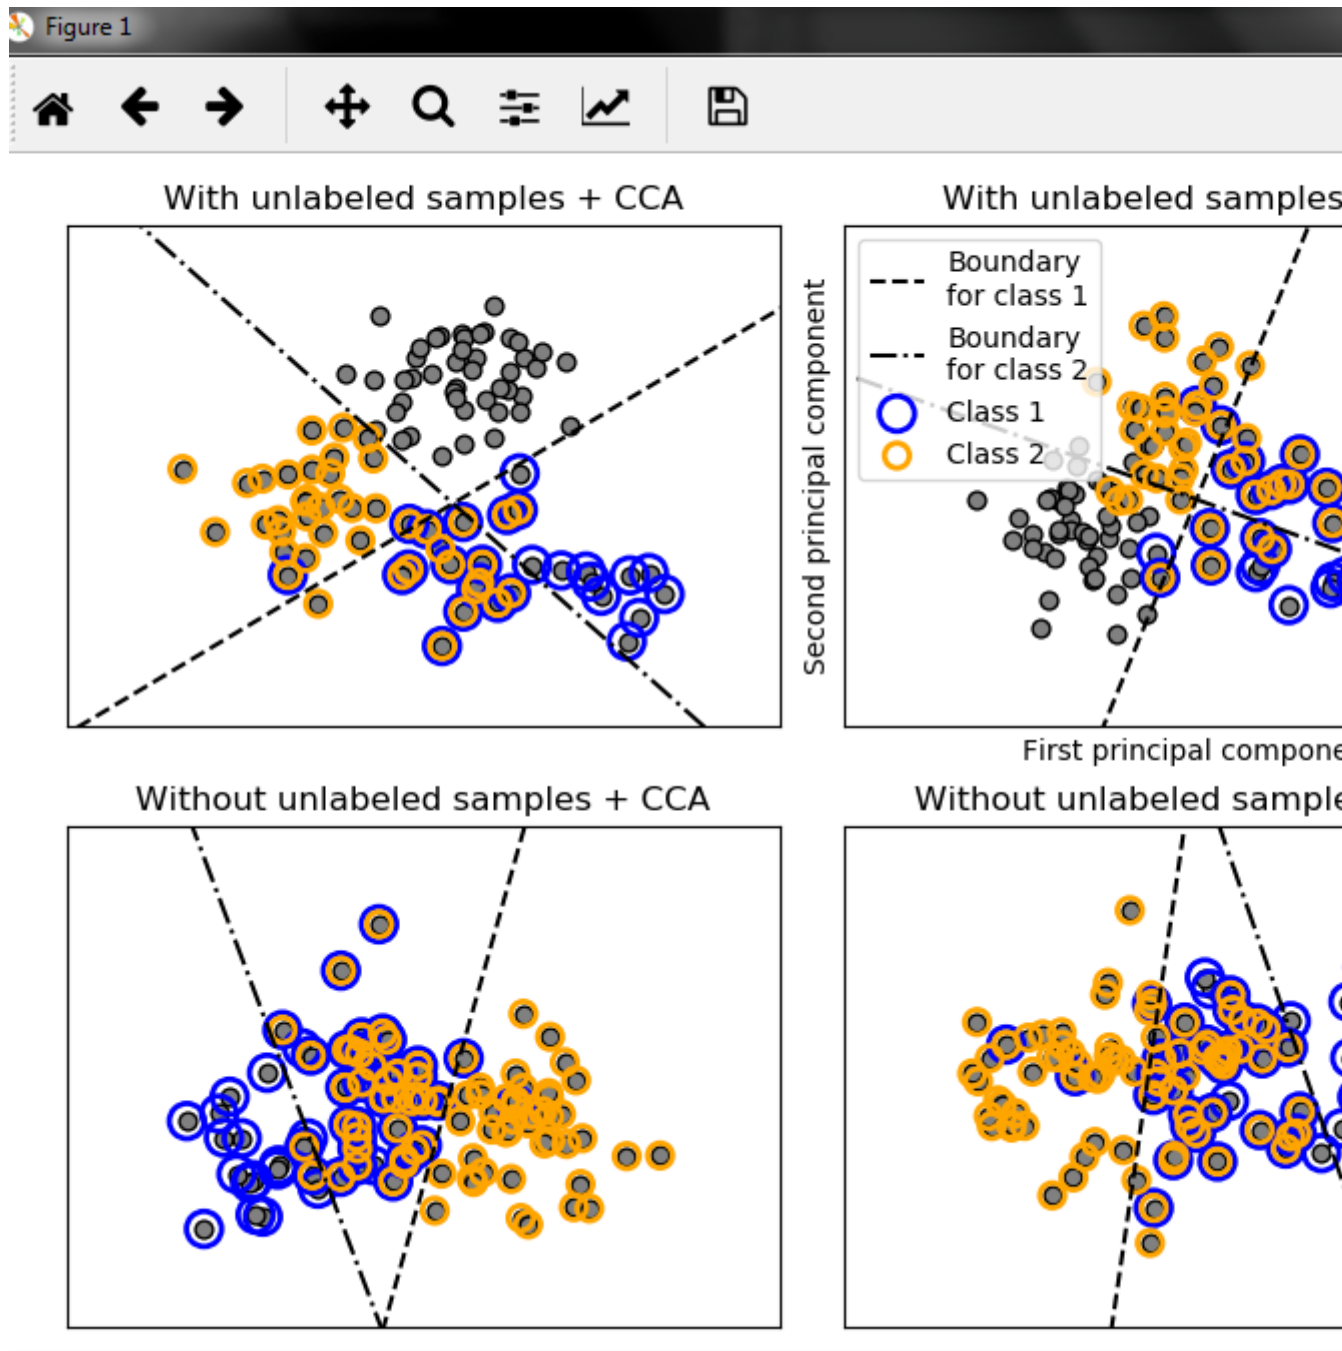 Figure 1
With unlabeled samples + CCA
With unlabeled samples
Boundary
for class 1
Boundary
for class 2
Class 1
Class 2
Second principal component
First principal compone
Without unlabeled samples + CCA
Without unlabeled sample